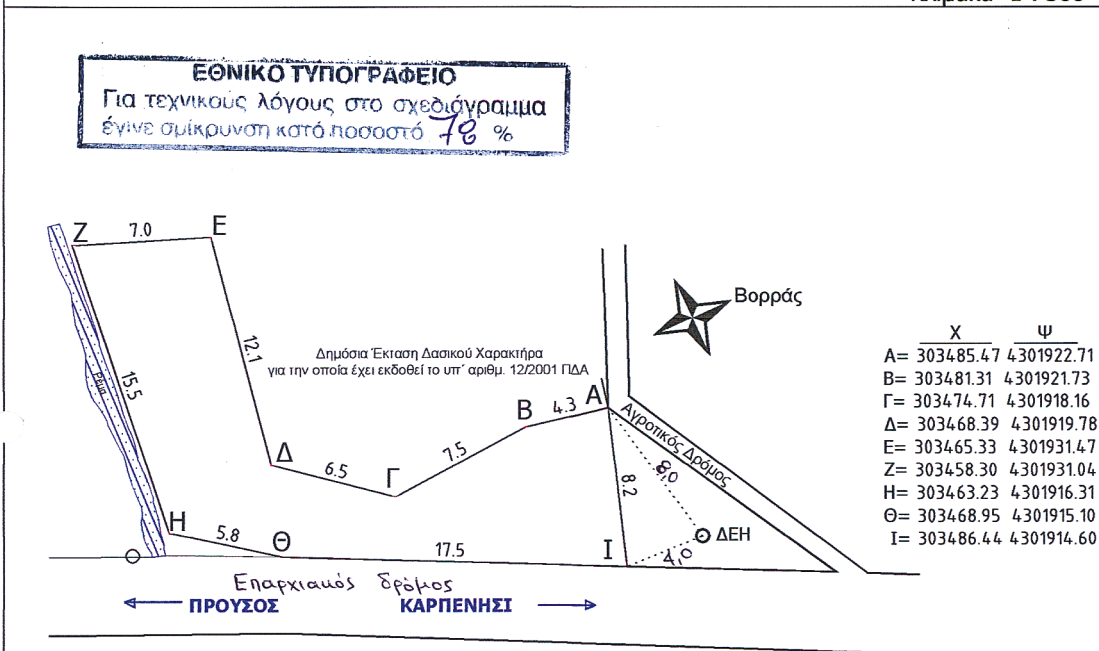 ΕΘΝΙΚΟ ΤΥΠΟΓΡΑΦΕΙΟ
Για τεχνικούς λόγους στο σχεδιάγραμμα
έγινε σμίκρυνση κατά ποσοστό 78 %
Ζ 7.0 Ε
Βορράς
12.1
15.5
Ρέμα
Δημόσια Έκταση Δασικού Χαρακτήρα
για την οποία έχει εκδοθεί το υπ΄ αριθμ. 12/2001 ΠΔΑ
Δ 6.5 Γ 7.5 Β 4.3 Α
Αγροτικός Δρόμος
8.2
8,0
ΔΕΗ
4,0
Η 5.8 Θ 17.5 Ι
Επαρχιακός δρόμος
ΠΡΟΥΣΟΣ ΚΑΡΠΕΝΗΣΙ
Χ Ψ
Α= 303485.47 4301922.71
Β= 303481.31 4301921.73
Γ= 303474.71 4301918.16
Δ= 303468.39 4301919.78
Ε= 303465.33 4301931.47
Ζ= 303458.30 4301931.04
Η= 303463.23 4301916.31
Θ= 303468.95 4301915.10
Ι= 303486.44 4301914.60